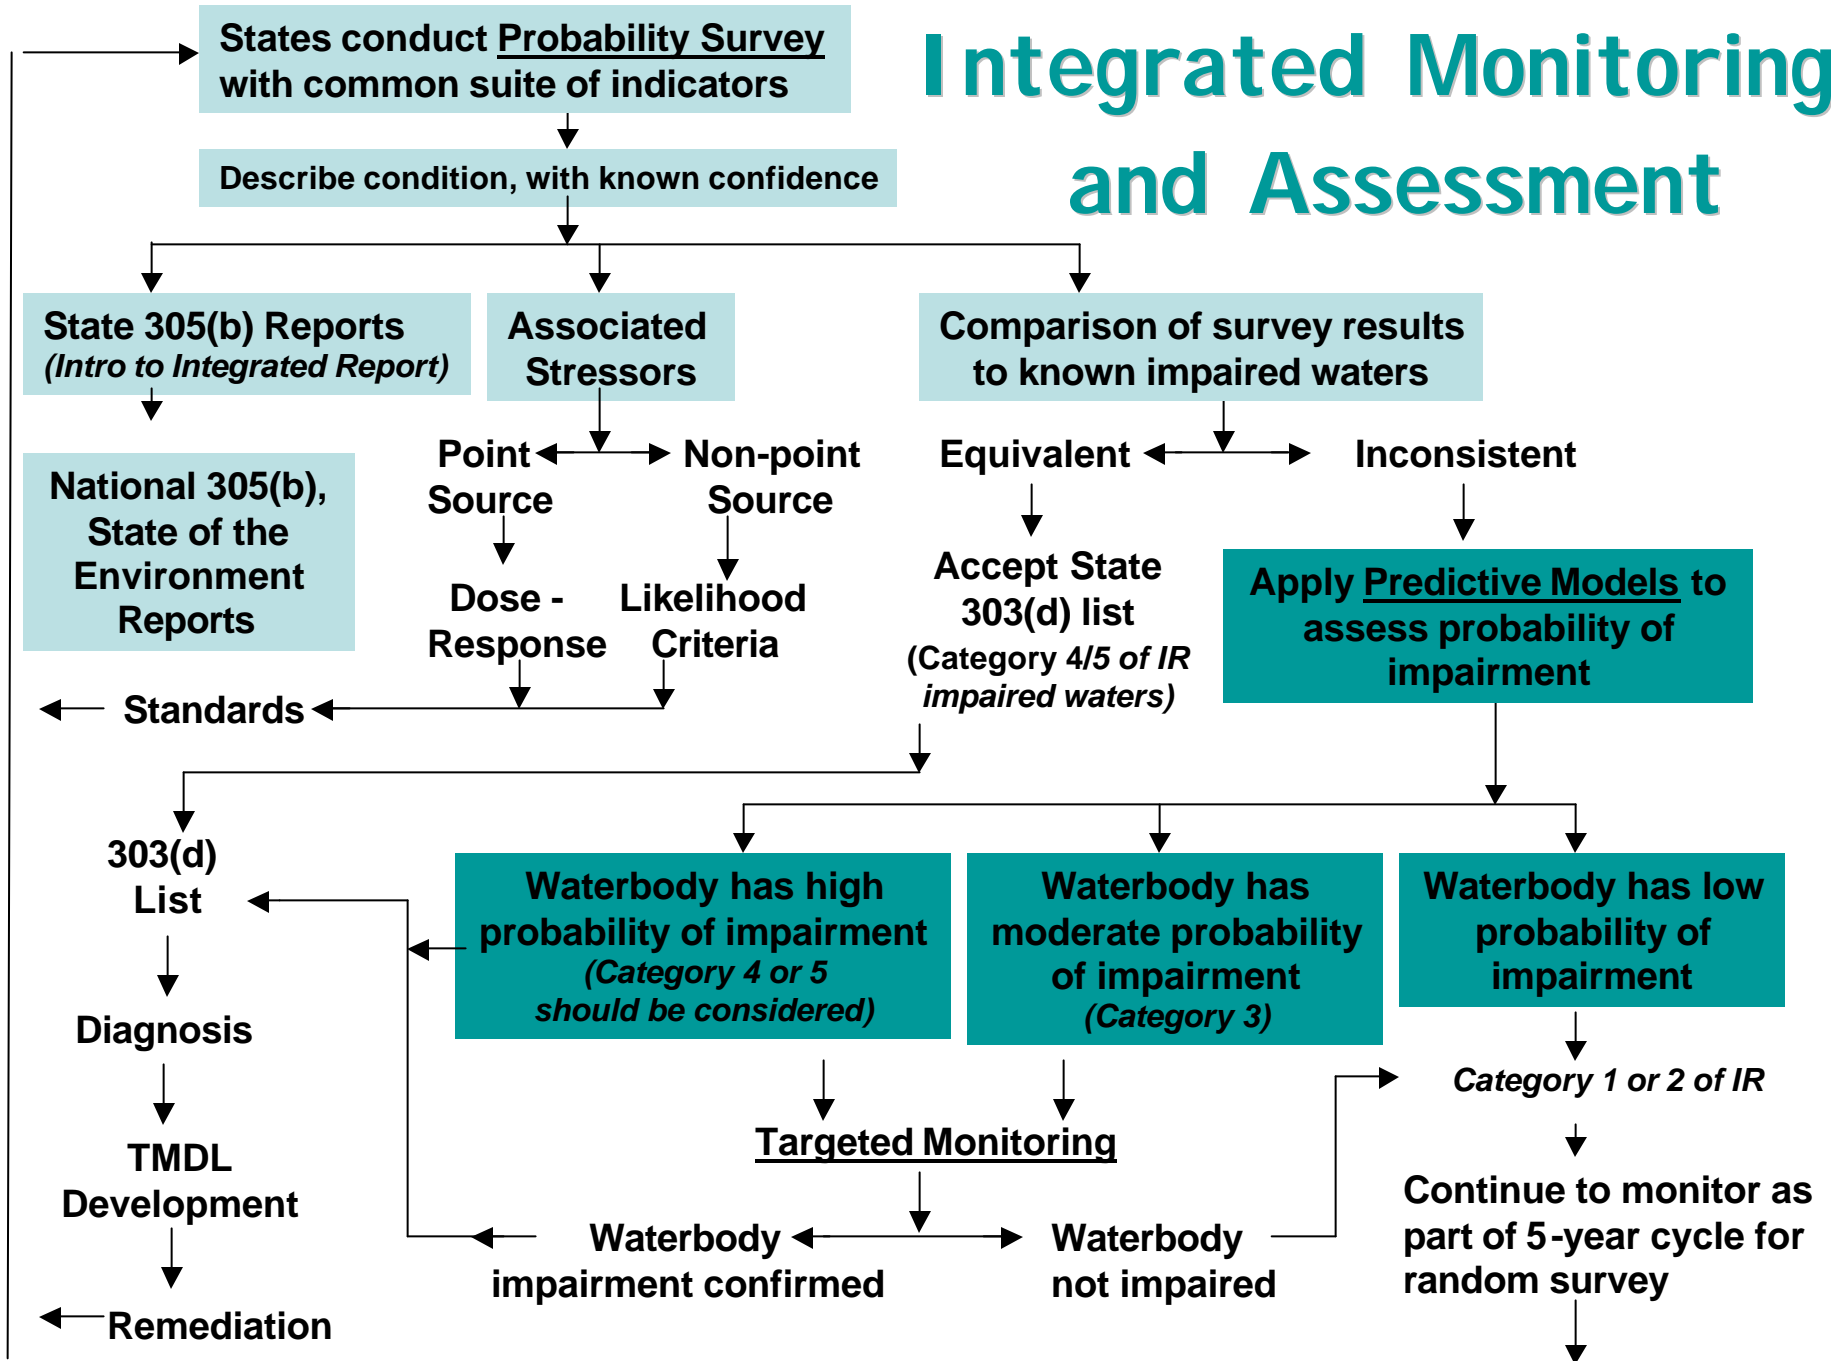 Integrated Monitoring
and Assessment
States conduct Probability Survey
with common suite of indicators
Describe condition, with known confidence
State 305(b) Reports
(Intro to Integrated Report)
Associated
Stressors
Comparison of survey results
to known impaired waters
National 305(b),
State of the
Environment
Reports
Point
Source
Non-point
Source
Equivalent
Inconsistent
Dose -
Response
Likelihood
Criteria
Accept State
303(d) list
(Category 4/5 of IR
impaired waters)
Apply Predictive Models to
assess probability of
impairment
Standards
303(d)
List
Waterbody has high
probability of impairment
(Category 4 or 5
should be considered)
Waterbody has
moderate probability
of impairment
(Category 3)
Waterbody has low
probability of
impairment
Diagnosis
Category 1 or 2 of IR
Targeted Monitoring
TMDL
Development
Waterbody
impairment confirmed
Waterbody
not impaired
Continue to monitor as
part of 5-year cycle for
random survey
Remediation